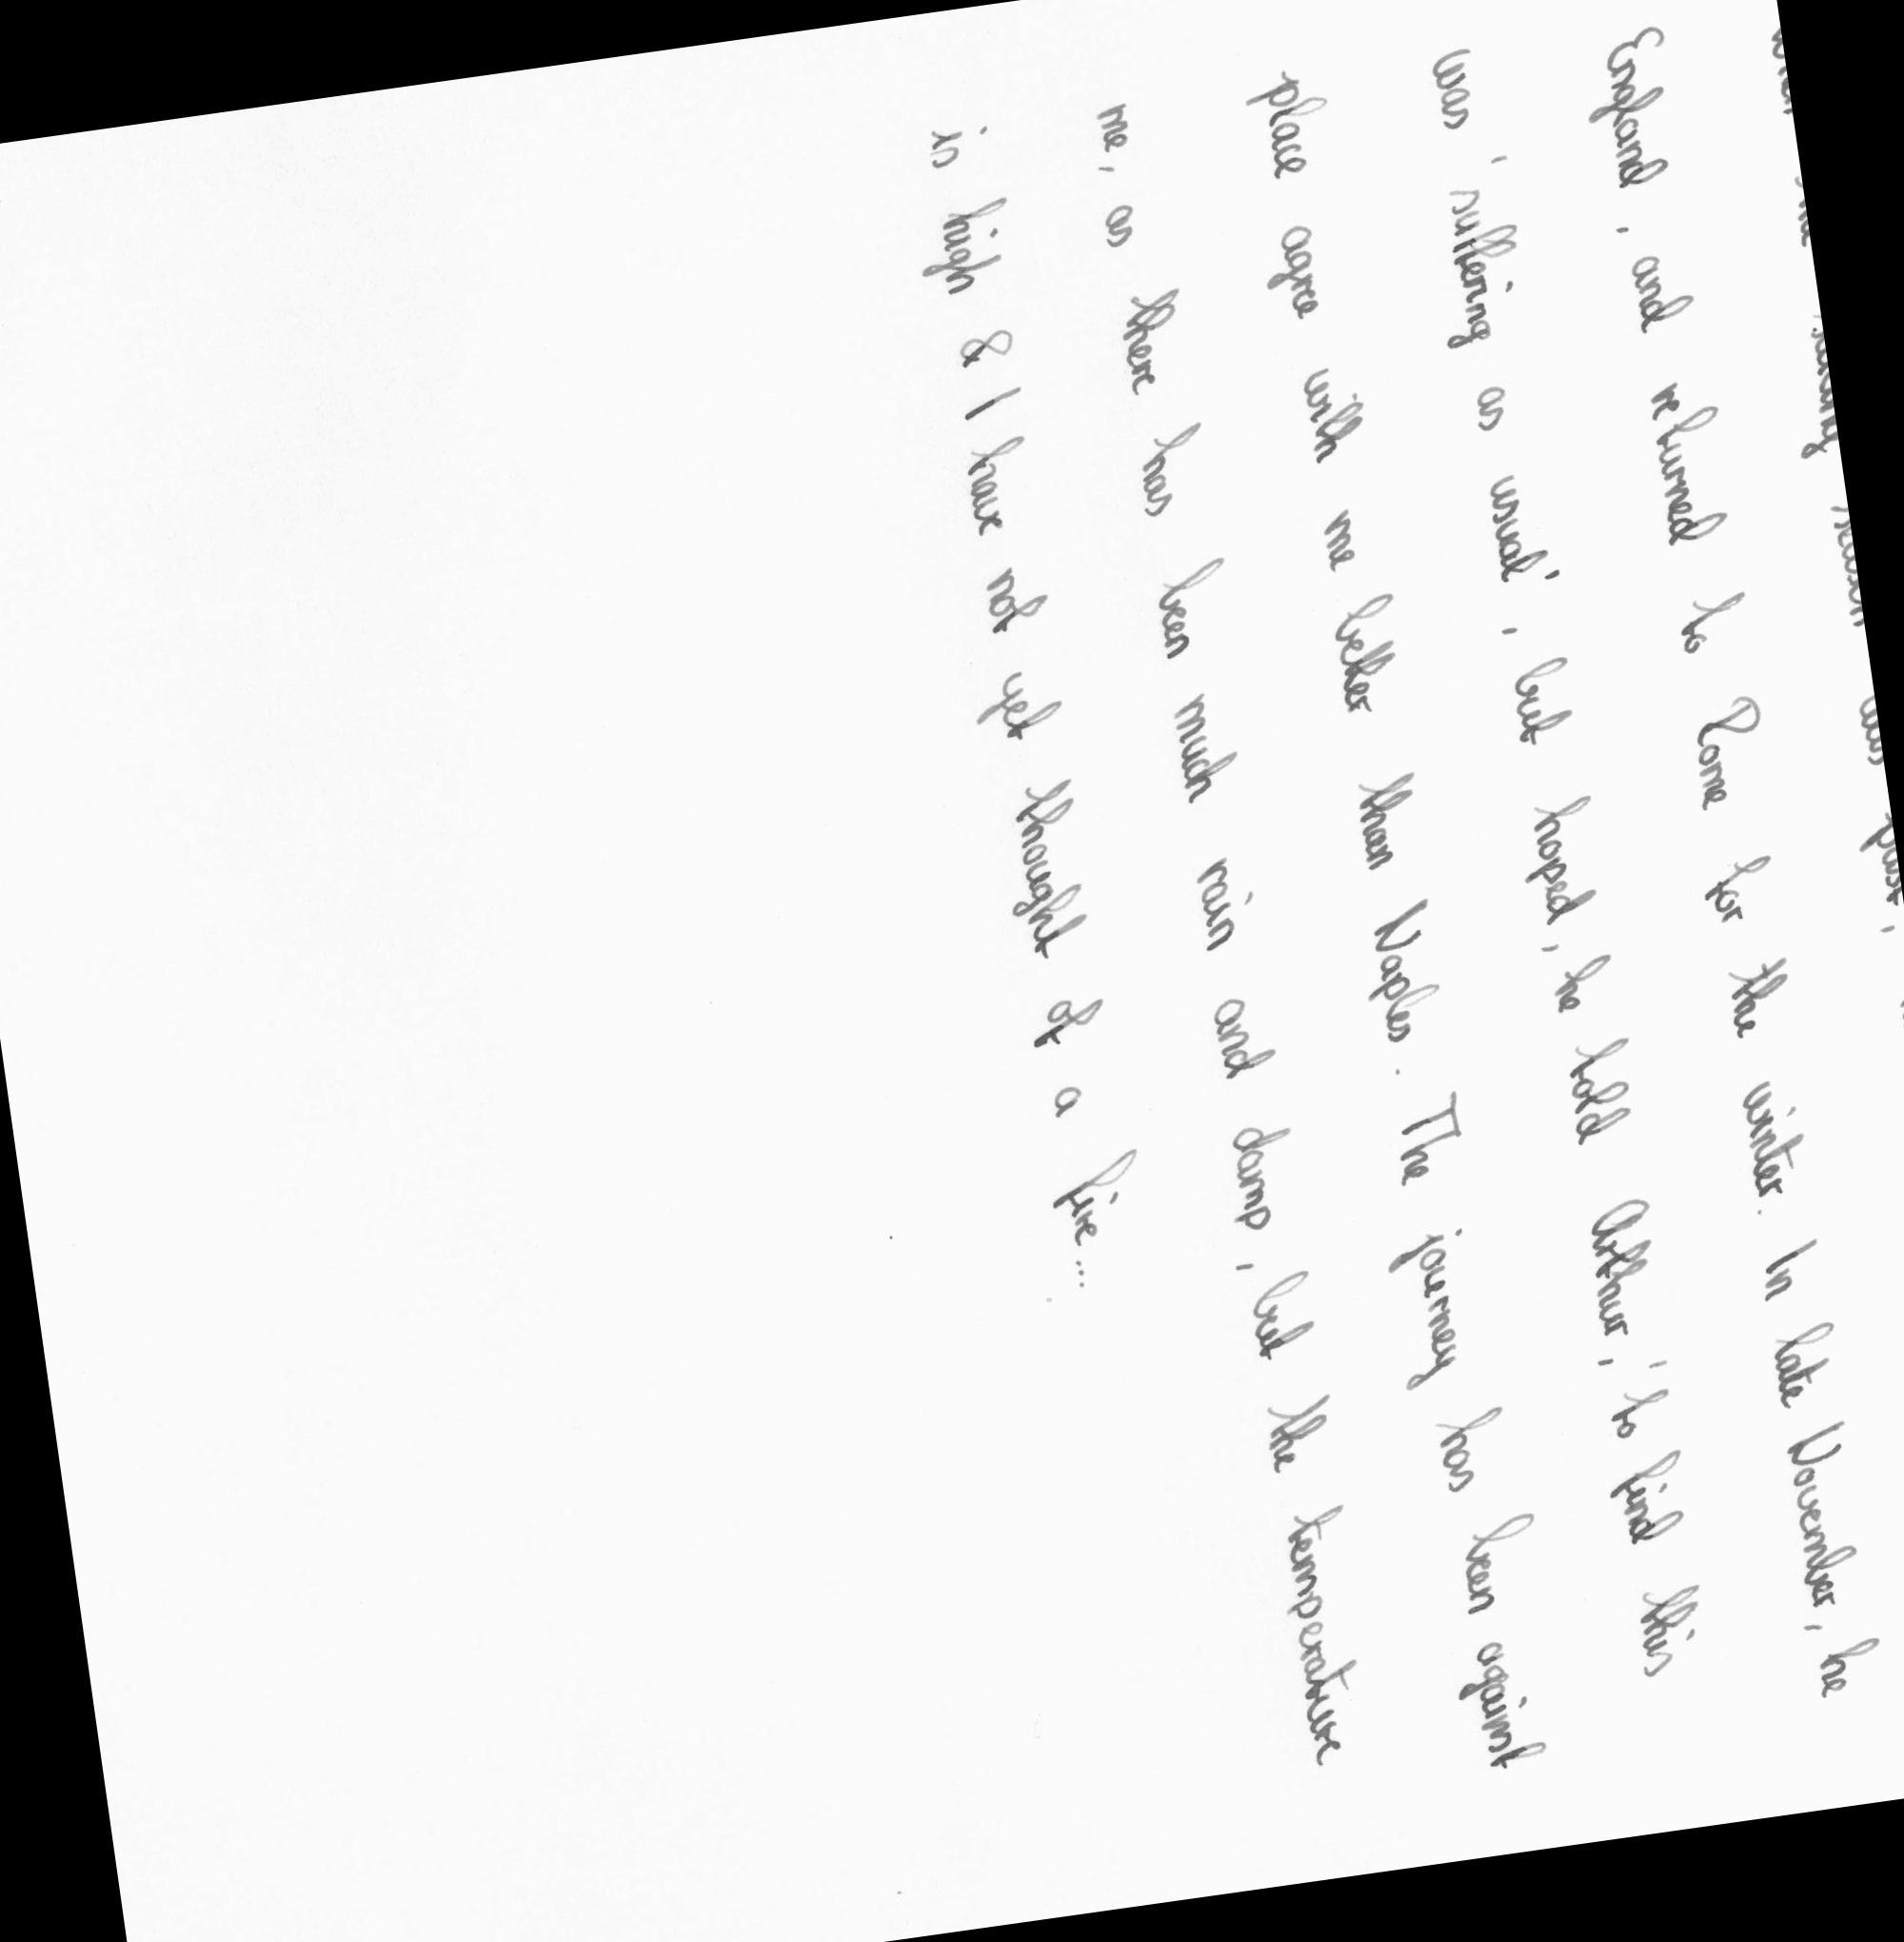 season was past,
England, and returned to Rome for the winter. In late November, he
was 'suffering as usual', but hoped, he told Arthur, 'to find this
place agree with me better than Naples. The journey has been against
me, as there has been much rain and damp, but the temperature
is high & I have not yet thought of a fire...